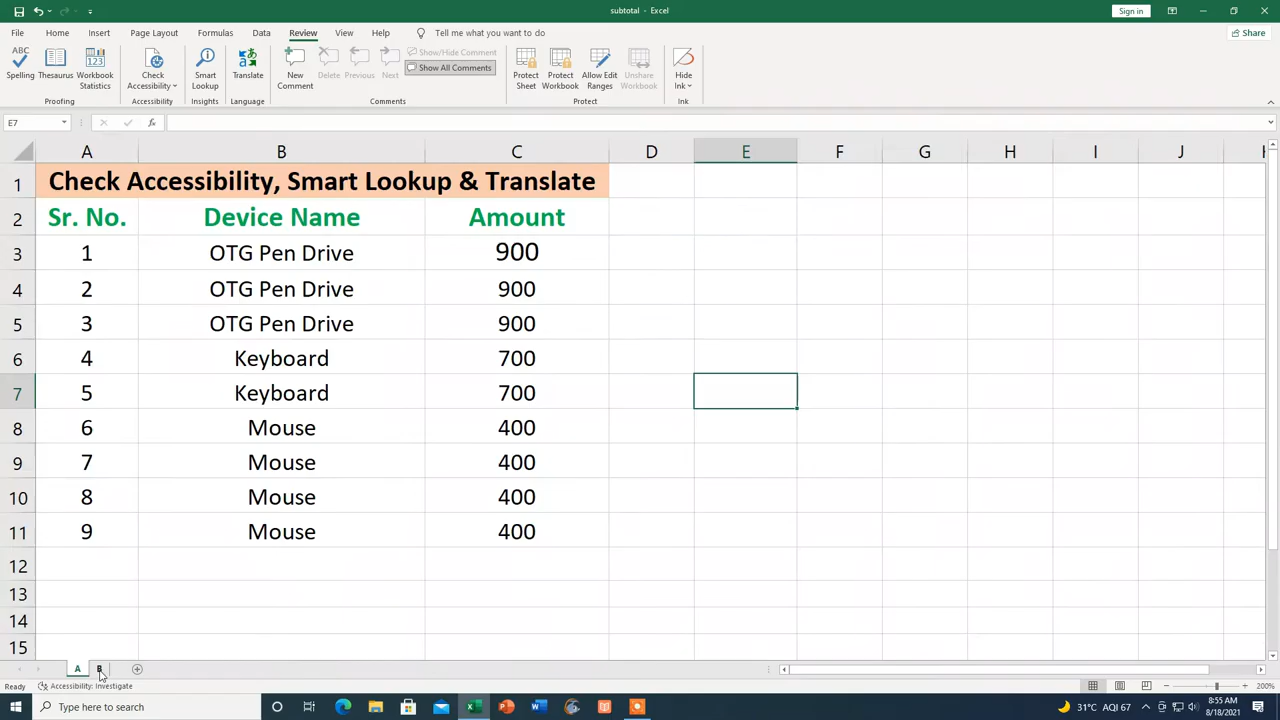 subtotal - Excel
Sign in
File Home Insert Page Layout Formulas Data Review View Help Tell me what you want to do
Share
ABC
123
Spelling Thesaurus Workbook Statistics Check Accessibility Smart Lookup Translate New Comment Delete Previous Next Show/Hide Comment Show All Comments Protect Sheet Protect Workbook Allow Edit Ranges Unshare Workbook Hide Ink
Proofing Accessibility Insights Language Comments Protect Ink
E7 fx
A B C D E F G H I J
1 Check Accessibility, Smart Lookup & Translate
2 Sr. No. Device Name Amount
3 1 OTG Pen Drive 900
4 2 OTG Pen Drive 900
5 3 OTG Pen Drive 900
6 4 Keyboard 700
7 5 Keyboard 700
8 6 Mouse 400
9 7 Mouse 400
10 8 Mouse 400
11 9 Mouse 400
12
13
14
15
A B
Ready Accessibility: Investigate 200%
Type here to search 31°C AQI 67 8:55 AM
8/18/2021